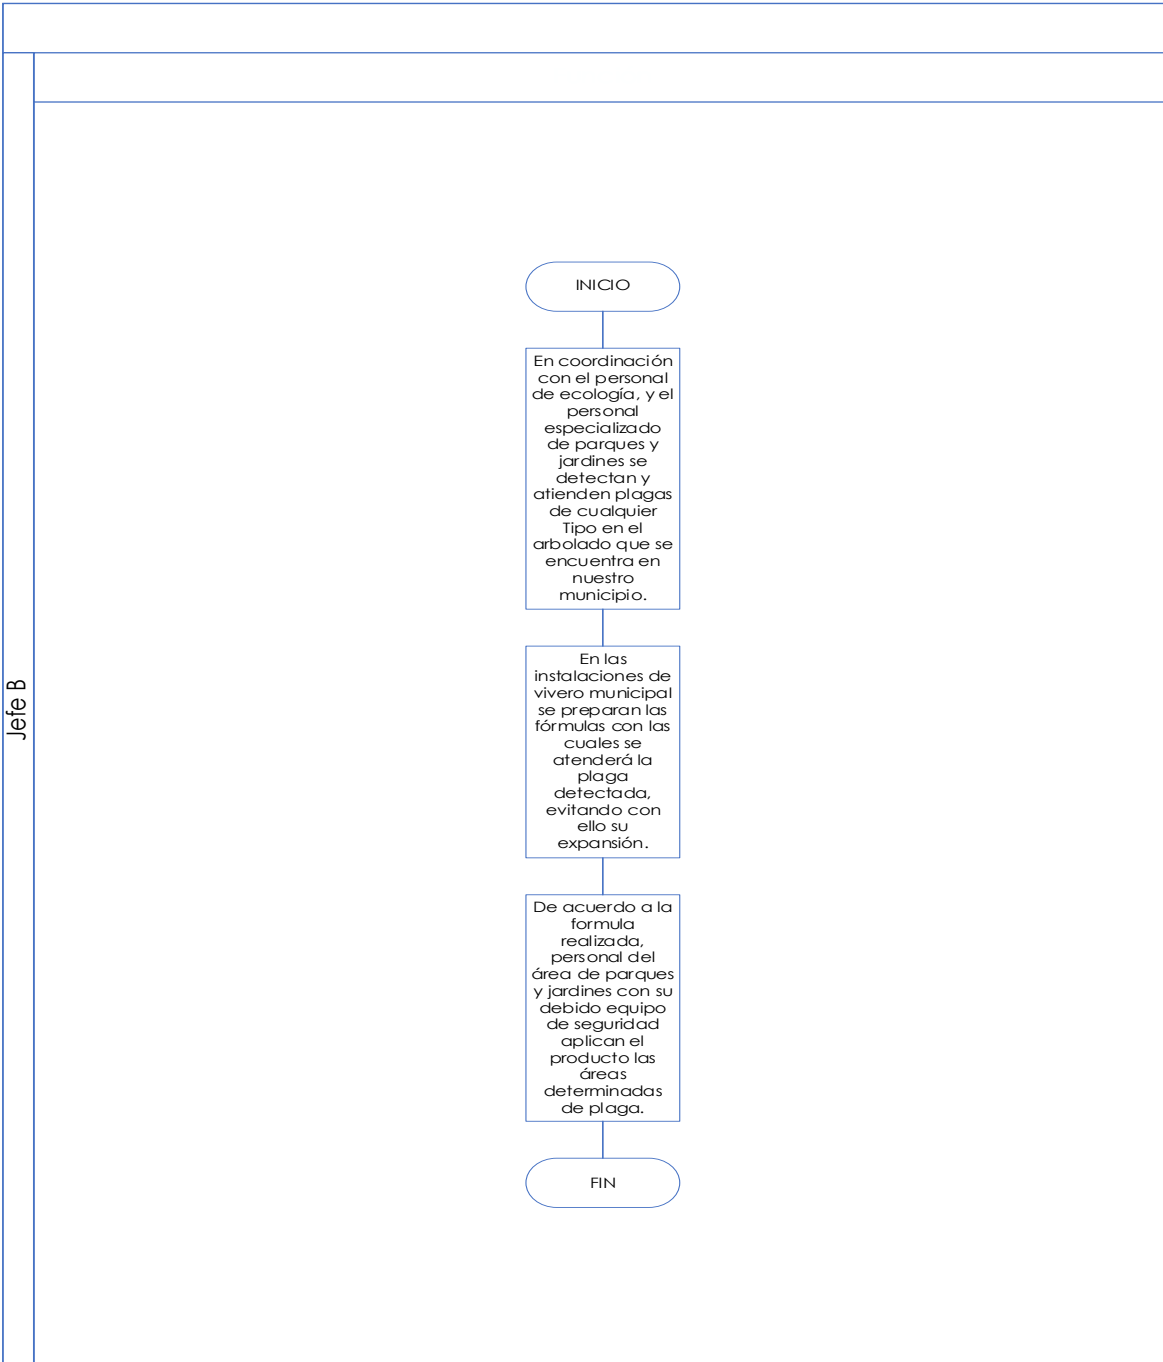 INICIO
En coordinación
con el personal
de ecología, y el
personal
especializado
de parques y
jardines se
detectan y
atienden plagas
de cualquier
Tipo en el
arbolado que se
encuentra en
nuestro
municipio.
Jefe B
En las
instalaciones de
vivero municipal
se preparan las
fórmulas con las
cuales se
atenderá la
plaga
detectada,
evitando con
ello su
expansión.
De acuerdo a la
formula
realizada,
personal del
área de parques
y jardines con su
debido equipo
de seguridad
aplican el
producto las
áreas
determinadas
de plaga.
FIN